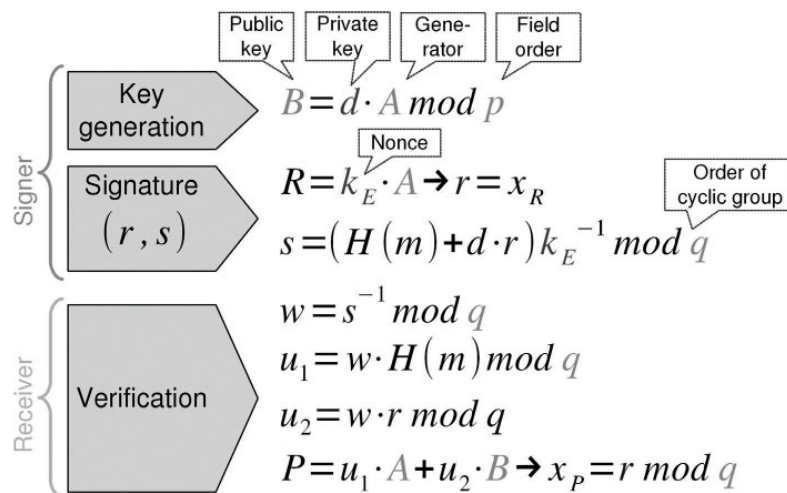 Public key
Private key
Gene-rator
Field order
Signer
Key generation
B = d · A mod p
Nonce
Signature (r , s)
R = k_E · A → r = x_R
Order of cyclic group
s = (H (m) + d · r) k_E^{-1} mod q
Receiver
Verification
w = s^{-1} mod q
u_1 = w · H (m) mod q
u_2 = w · r mod q
P = u_1 · A + u_2 · B → x_P = r mod q